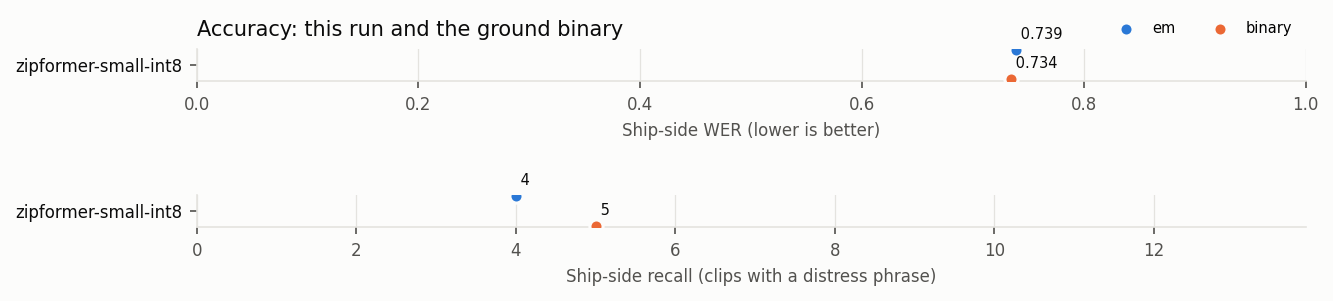 Accuracy: this run and the ground binary
em
binary
0.739
0.734
zipformer-small-int8
0.0 0.2 0.4 0.6 0.8 1.0
Ship-side WER (lower is better)
4
5
zipformer-small-int8
0 2 4 6 8 10 12
Ship-side recall (clips with a distress phrase)